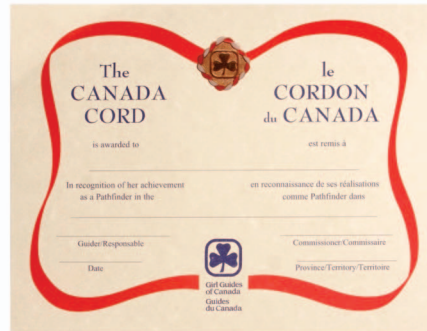 The
CANADA
CORD
is awarded to
le
CORDON
du CANADA
est remis à
In recognition of her achievement
as a Pathfinder in the
en reconnaissance de ses réalisations
comme Pathfinder dans
Guider/Responsable
Commissioner/Commissaire
Date
Province/Territory/Territoire
Girl Guides
of Canada
Guides
du Canada